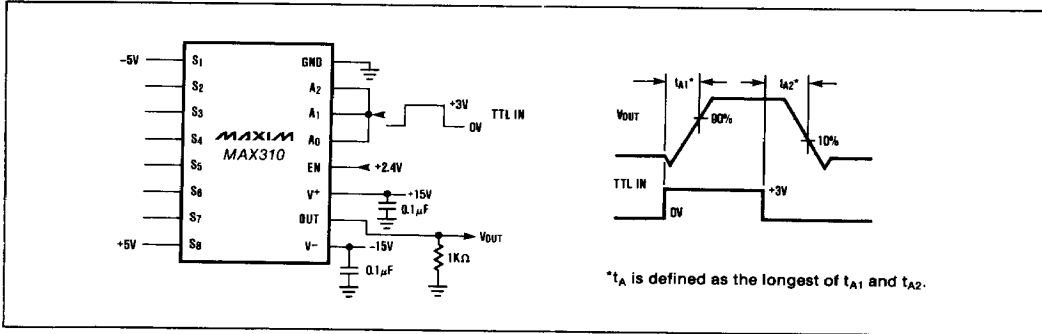 -5V
S1
S2
S3
S4
S5
S6
S7
+5V
S8
MAXIM
MAX310
GND
A2
A1
A0
EN
V+
OUT
V-
+3V
0V
TTL IN
+2.4V
+15V
0.1μF
VOUT
-15V
0.1μF
1KΩ
tA1*
tA2*
VOUT
90%
10%
TTL IN
+3V
0V
*tA is defined as the longest of tA1 and tA2.